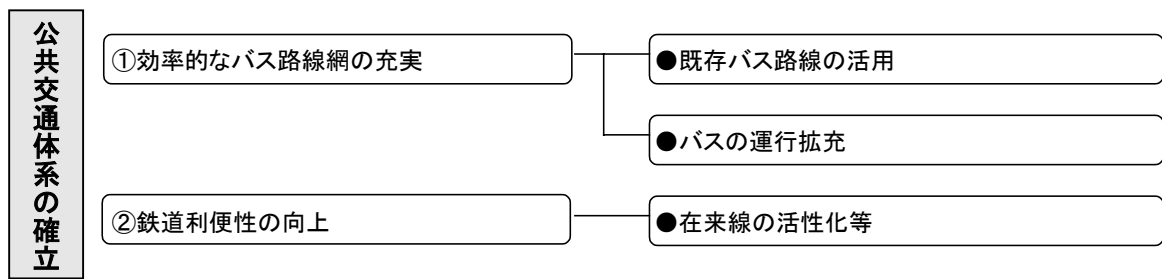 公共交通体系の確立
①効率的なバス路線網の充実
●既存バス路線の活用
●バスの運行拡充
②鉄道利便性の向上
●在来線の活性化等